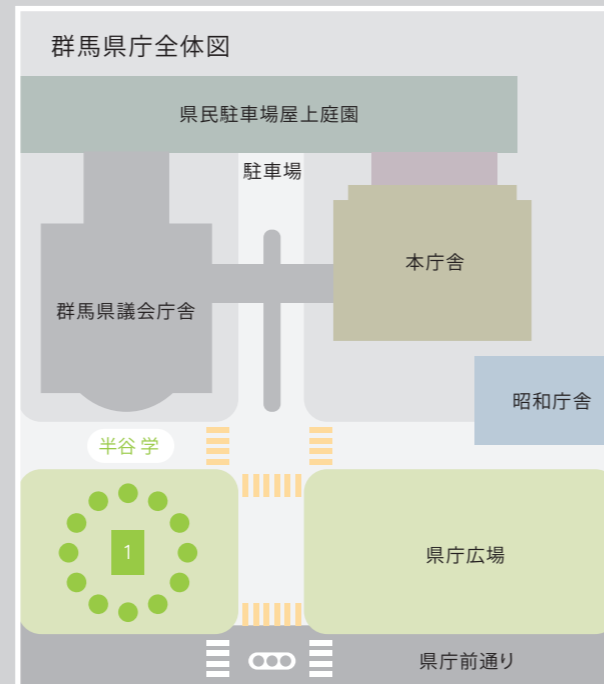 群馬県庁全体図
県民駐車場屋上庭園
駐車場
本庁舎
群馬県議会庁舎
昭和庁舎
半谷 学
1
県庁広場
県庁前通り